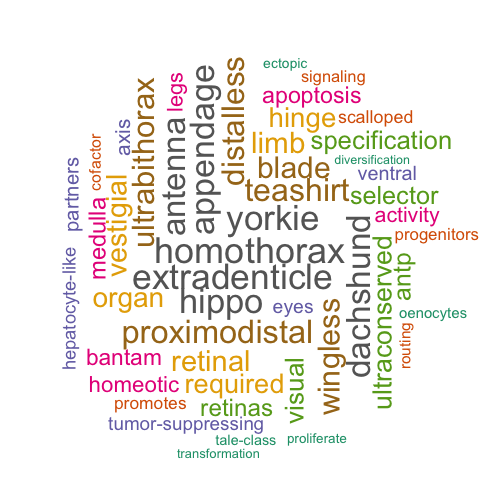 ectopic
signaling
apoptosis
hinge
scalloped
limb
specification
diversification
blade
ventral
teashirt
selector
yorkie
activity
progenitors
homothorax
extradenticle
hippo
organ
eyes
oenocytes
proximodistal
bantam
retinal
homeotic
required
promotes
retinas
tumor-suppressing
tale-class
proliferate
transformation
hepatocyte-like
partners
cofactor
medulla
axis
vestigial
ultrabithorax
legs
antenna
appendage
distalless
visual
wingless
dachshund
ultraconserved
antp
routing